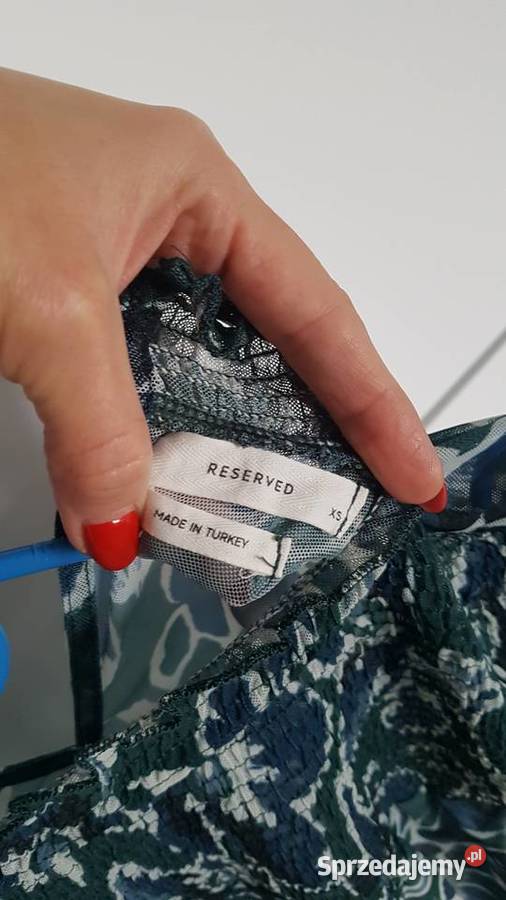 RESERVED
XS
MADE IN TURKEY
Sprzedajemy.pl